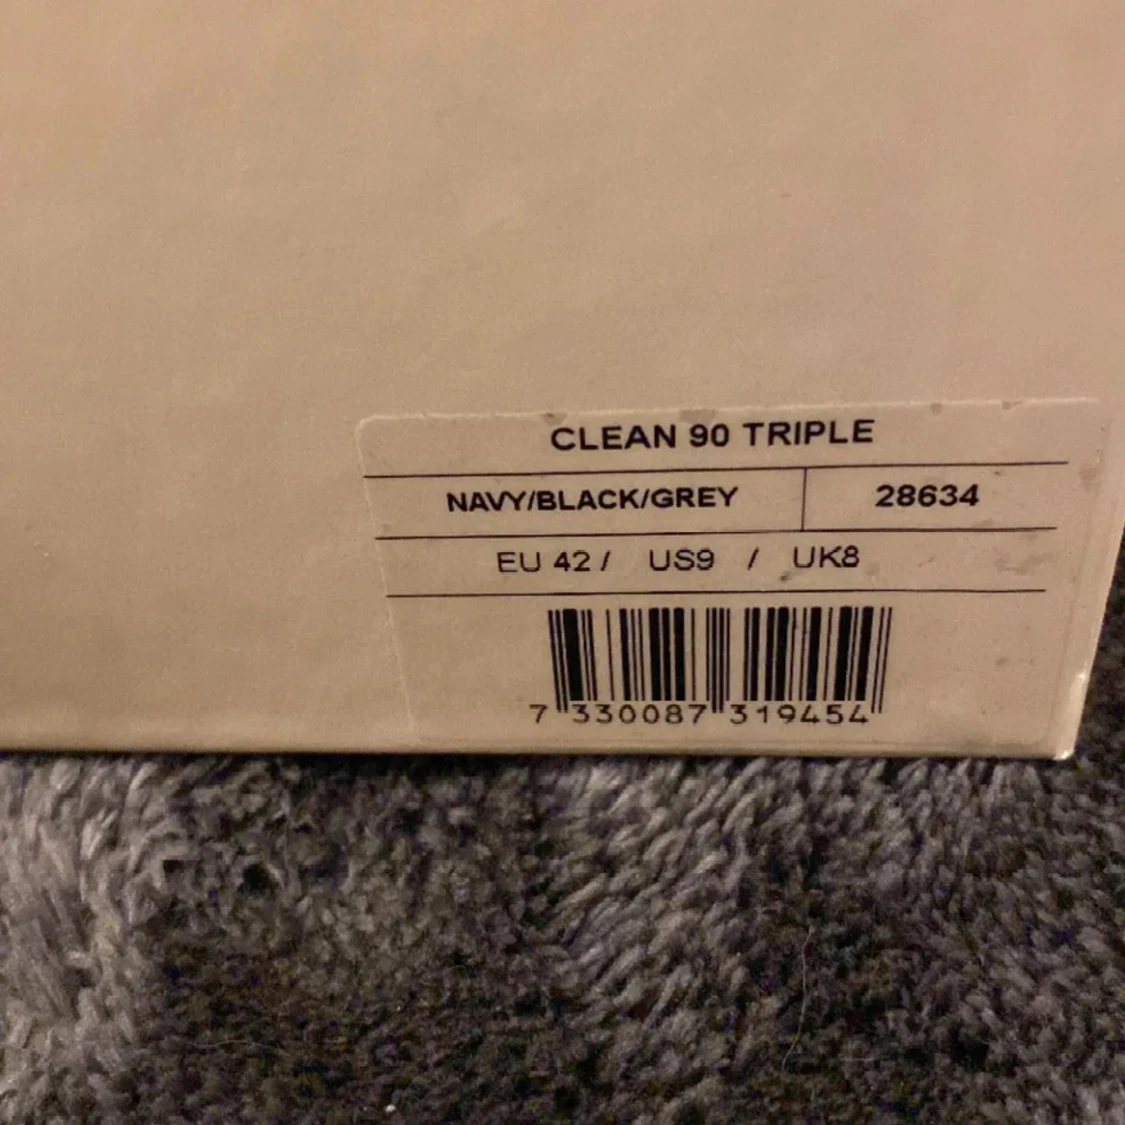 CLEAN 90 TRIPLE
NAVY/BLACK/GREY 28634
EU 42 / US9 / UK8
7 330087 319454